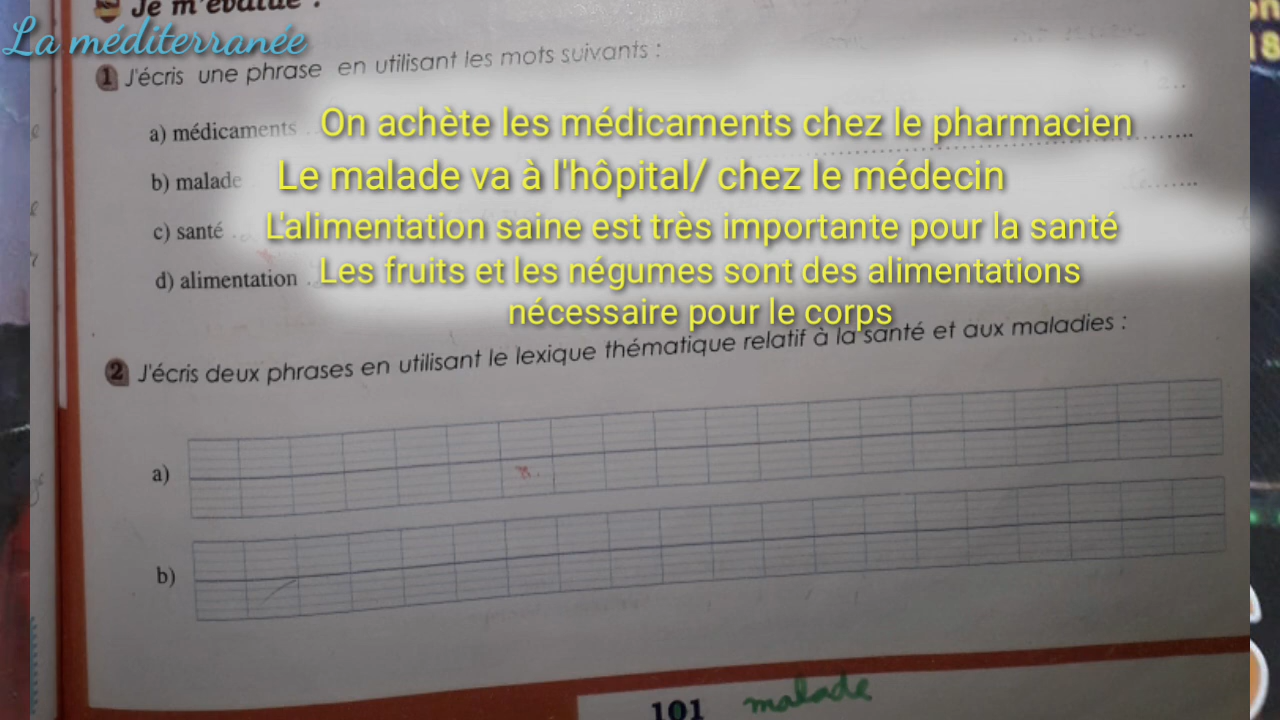 Je m'évalue :
La méditerranée
1 J'écris une phrase en utilisant les mots suivants :
a) médicaments On achète les médicaments chez le pharmacien
b) malade Le malade va à l'hôpital/ chez le médecin
c) santé L'alimentation saine est très importante pour la santé
d) alimentation Les fruits et les négumes sont des alimentations
nécessaire pour le corps
2 J'écris deux phrases en utilisant le lexique thématique relatif à la santé et aux maladies :
a)
b)
101 malade